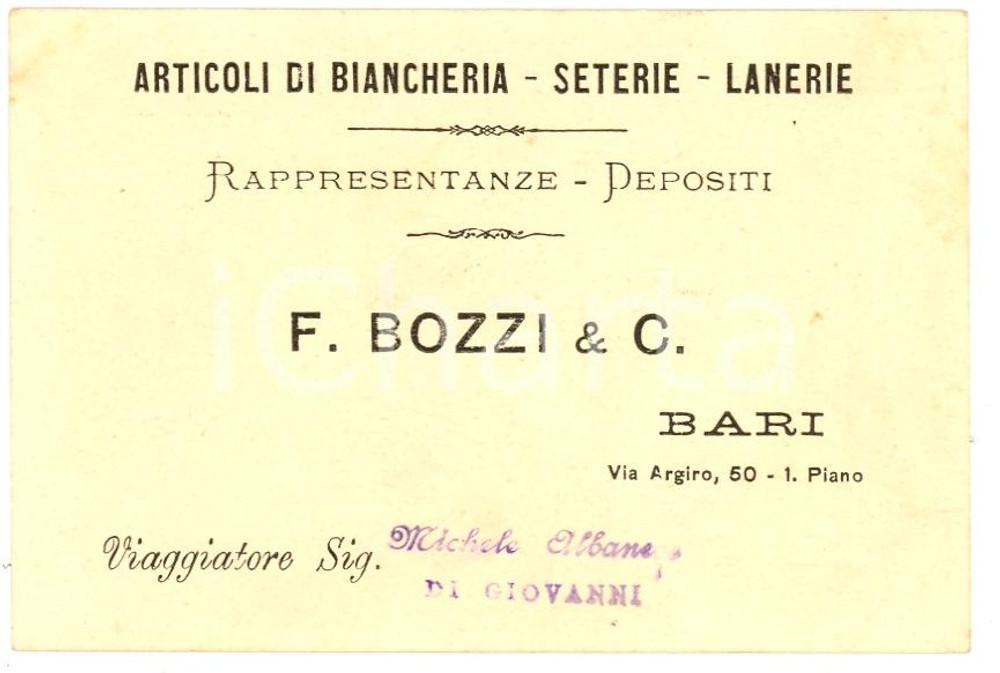 ARTICOLI DI BIANCHERIA - SETERIE - LANERIE
RAPPRESENTANZE - DEPOSITI
iCharta
F. BOZZI & C.
BARI
Via Argiro, 50 - 1. Piano
Viaggiatore Sig. Michele
DI GIOVANNI